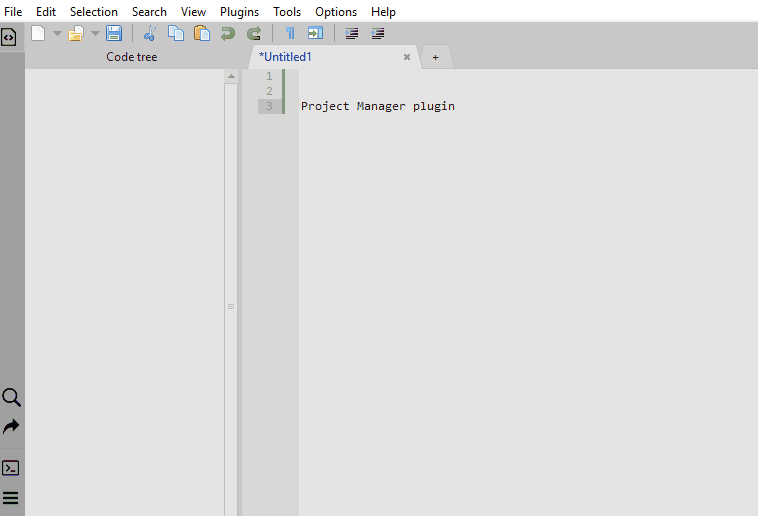 File Edit Selection Search View Plugins Tools Options Help
Code tree
*Untitled1
+
1
2
3 Project Manager plugin